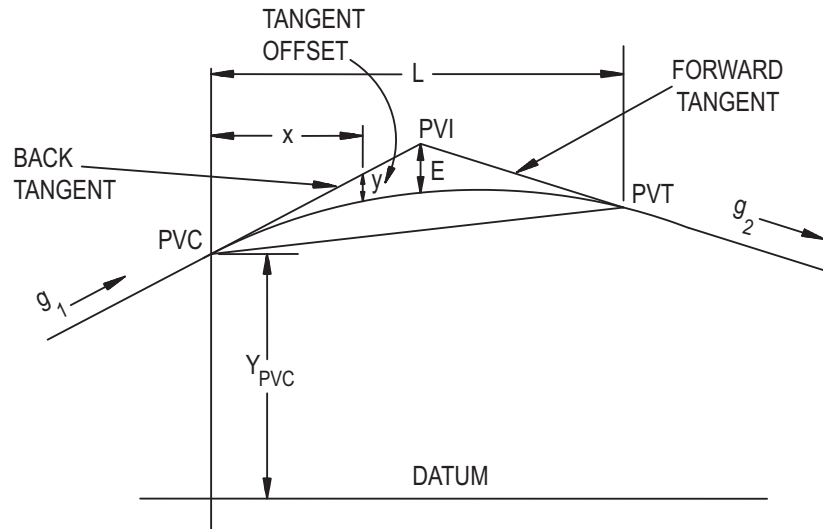 TANGENT
OFFSET
L
FORWARD
TANGENT
x
PVI
BACK
TANGENT
y
E
PVT
PVC
g2
g1
YPVC
DATUM